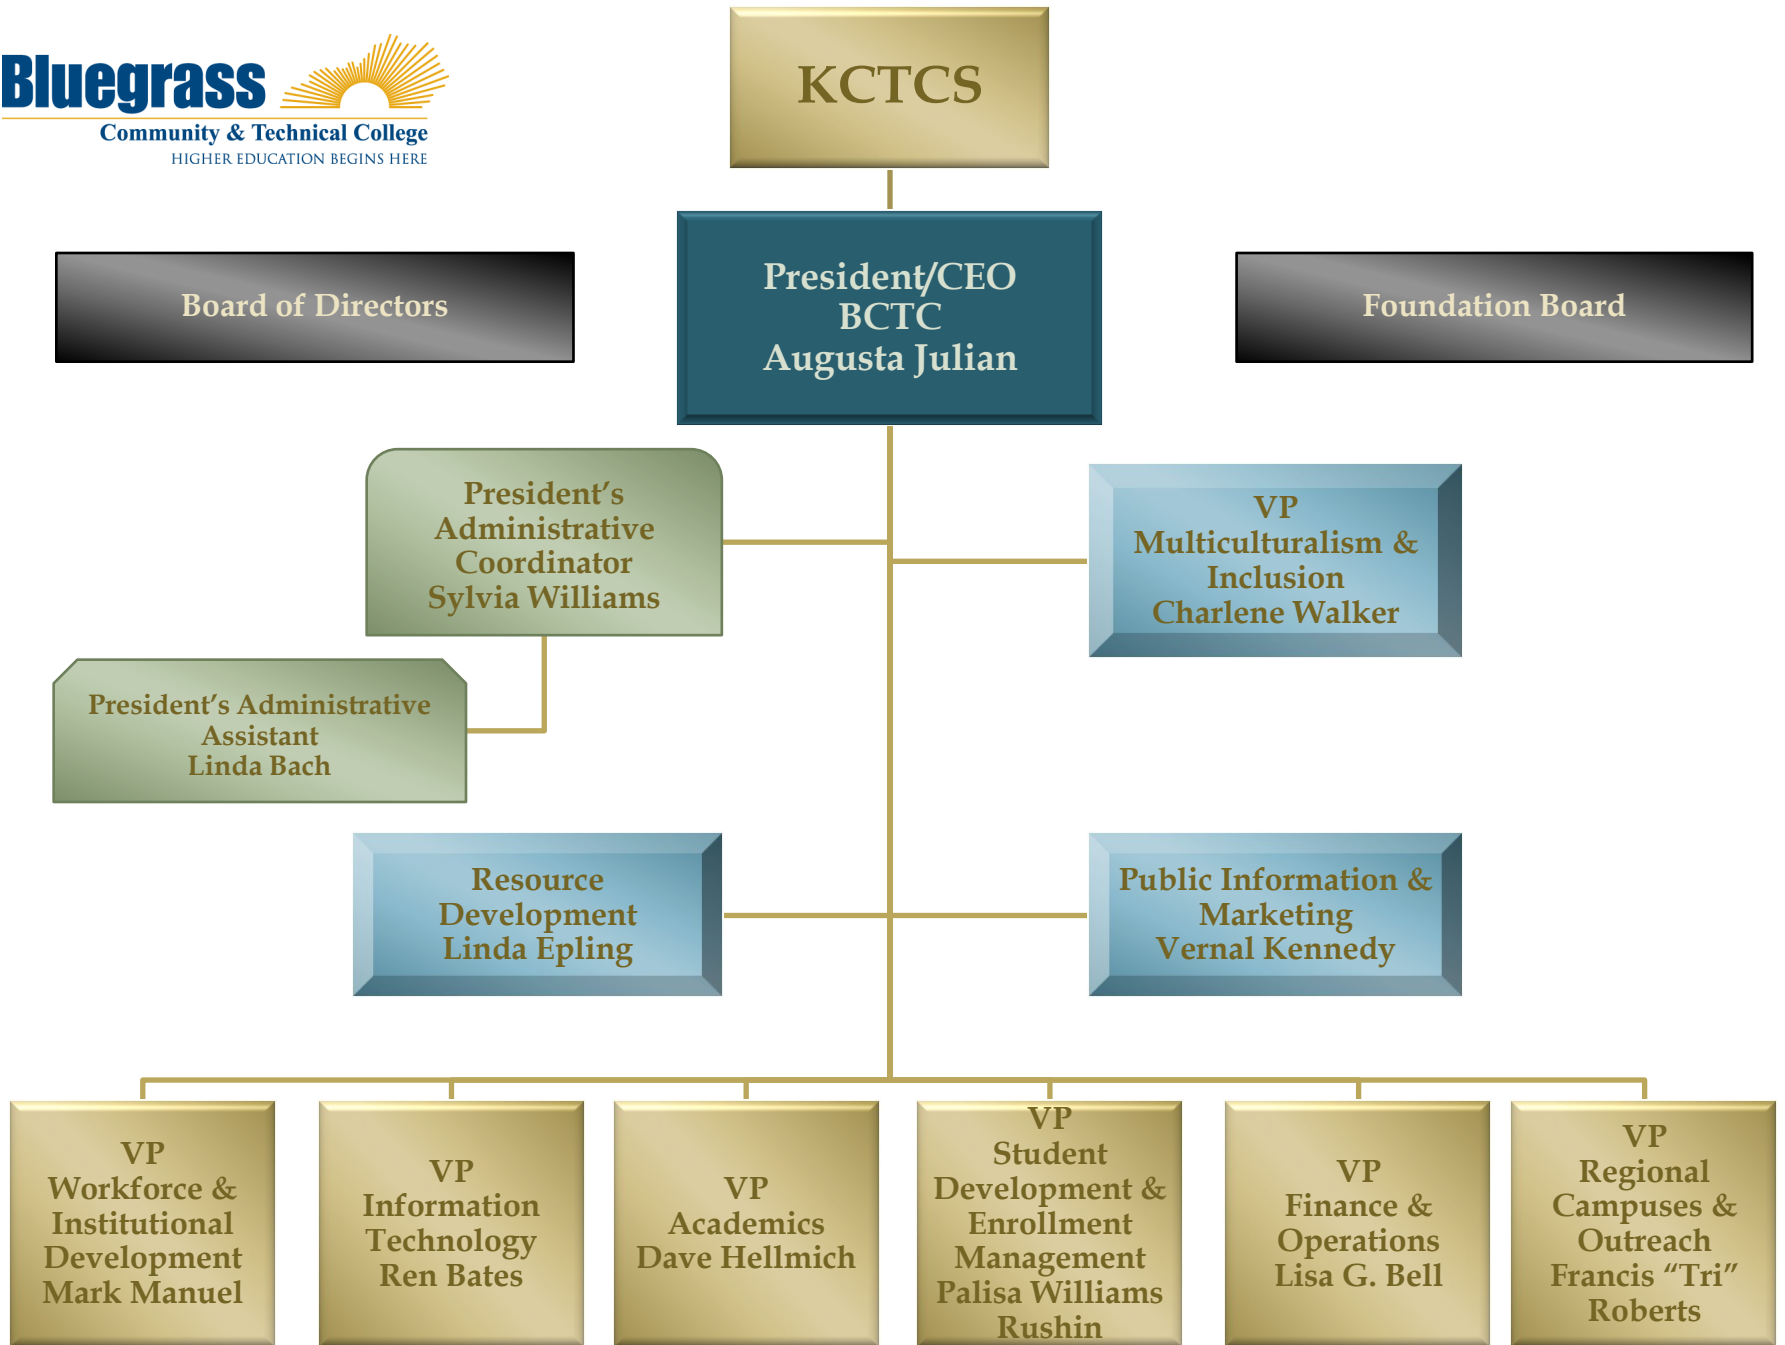 Bluegrass
Community & Technical College
HIGHER EDUCATION BEGINS HERE
KCTCS
Board of Directors
President/CEO
BCTC
Augusta Julian
Foundation Board
President’s
Administrative
Coordinator
Sylvia Williams
VP
Multiculturalism &
Inclusion
Charlene Walker
President’s Administrative
Assistant
Linda Bach
Resource
Development
Linda Epling
Public Information &
Marketing
Vernal Kennedy
VP
Workforce &
Institutional
Development
Mark Manuel
VP
Information
Technology
Ren Bates
VP
Academics
Dave Hellmich
VP
Student
Development &
Enrollment
Management
Palisa Williams
Rushin
VP
Finance &
Operations
Lisa G. Bell
VP
Regional
Campuses &
Outreach
Francis “Tri”
Roberts